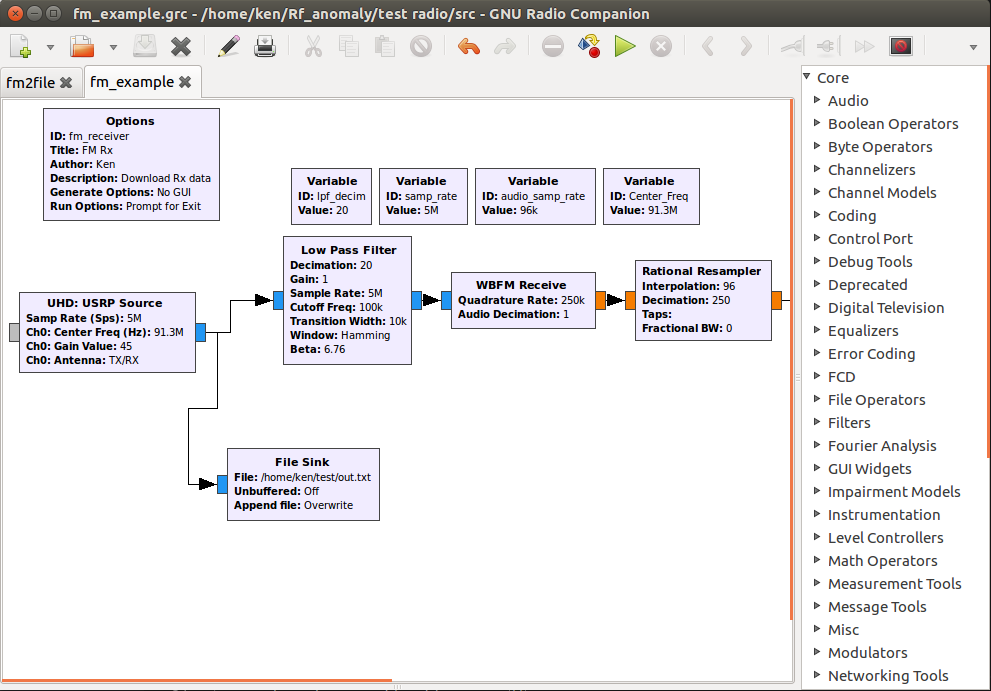 fm_example.grc - /home/ken/Rf_anomaly/test radio/src - GNU Radio Companion
fm2file
fm_example
Options
ID: fm_receiver
Title: FM Rx
Author: Ken
Description: Download Rx data
Generate Options: No GUI
Run Options: Prompt for Exit
Variable
ID: lpf_decim
Value: 20
Variable
ID: samp_rate
Value: 5M
Variable
ID: audio_samp_rate
Value: 96k
Variable
ID: Center_Freq
Value: 91.3M
UHD: USRP Source
Samp Rate (Sps): 5M
Ch0: Center Freq (Hz): 91.3M
Ch0: Gain Value: 45
Ch0: Antenna: TX/RX
Low Pass Filter
Decimation: 20
Gain: 1
Sample Rate: 5M
Cutoff Freq: 100k
Transition Width: 10k
Window: Hamming
Beta: 6.76
WBFM Receive
Quadrature Rate: 250k
Audio Decimation: 1
Rational Resampler
Interpolation: 96
Decimation: 250
Taps:
Fractional BW: 0
File Sink
File: /home/ken/test/out.txt
Unbuffered: Off
Append file: Overwrite
Core
Audio
Boolean Operators
Byte Operators
Channelizers
Channel Models
Coding
Control Port
Debug Tools
Deprecated
Digital Television
Equalizers
Error Coding
FCD
File Operators
Filters
Fourier Analysis
GUI Widgets
Impairment Models
Instrumentation
Level Controllers
Math Operators
Measurement Tools
Message Tools
Misc
Modulators
Networking Tools